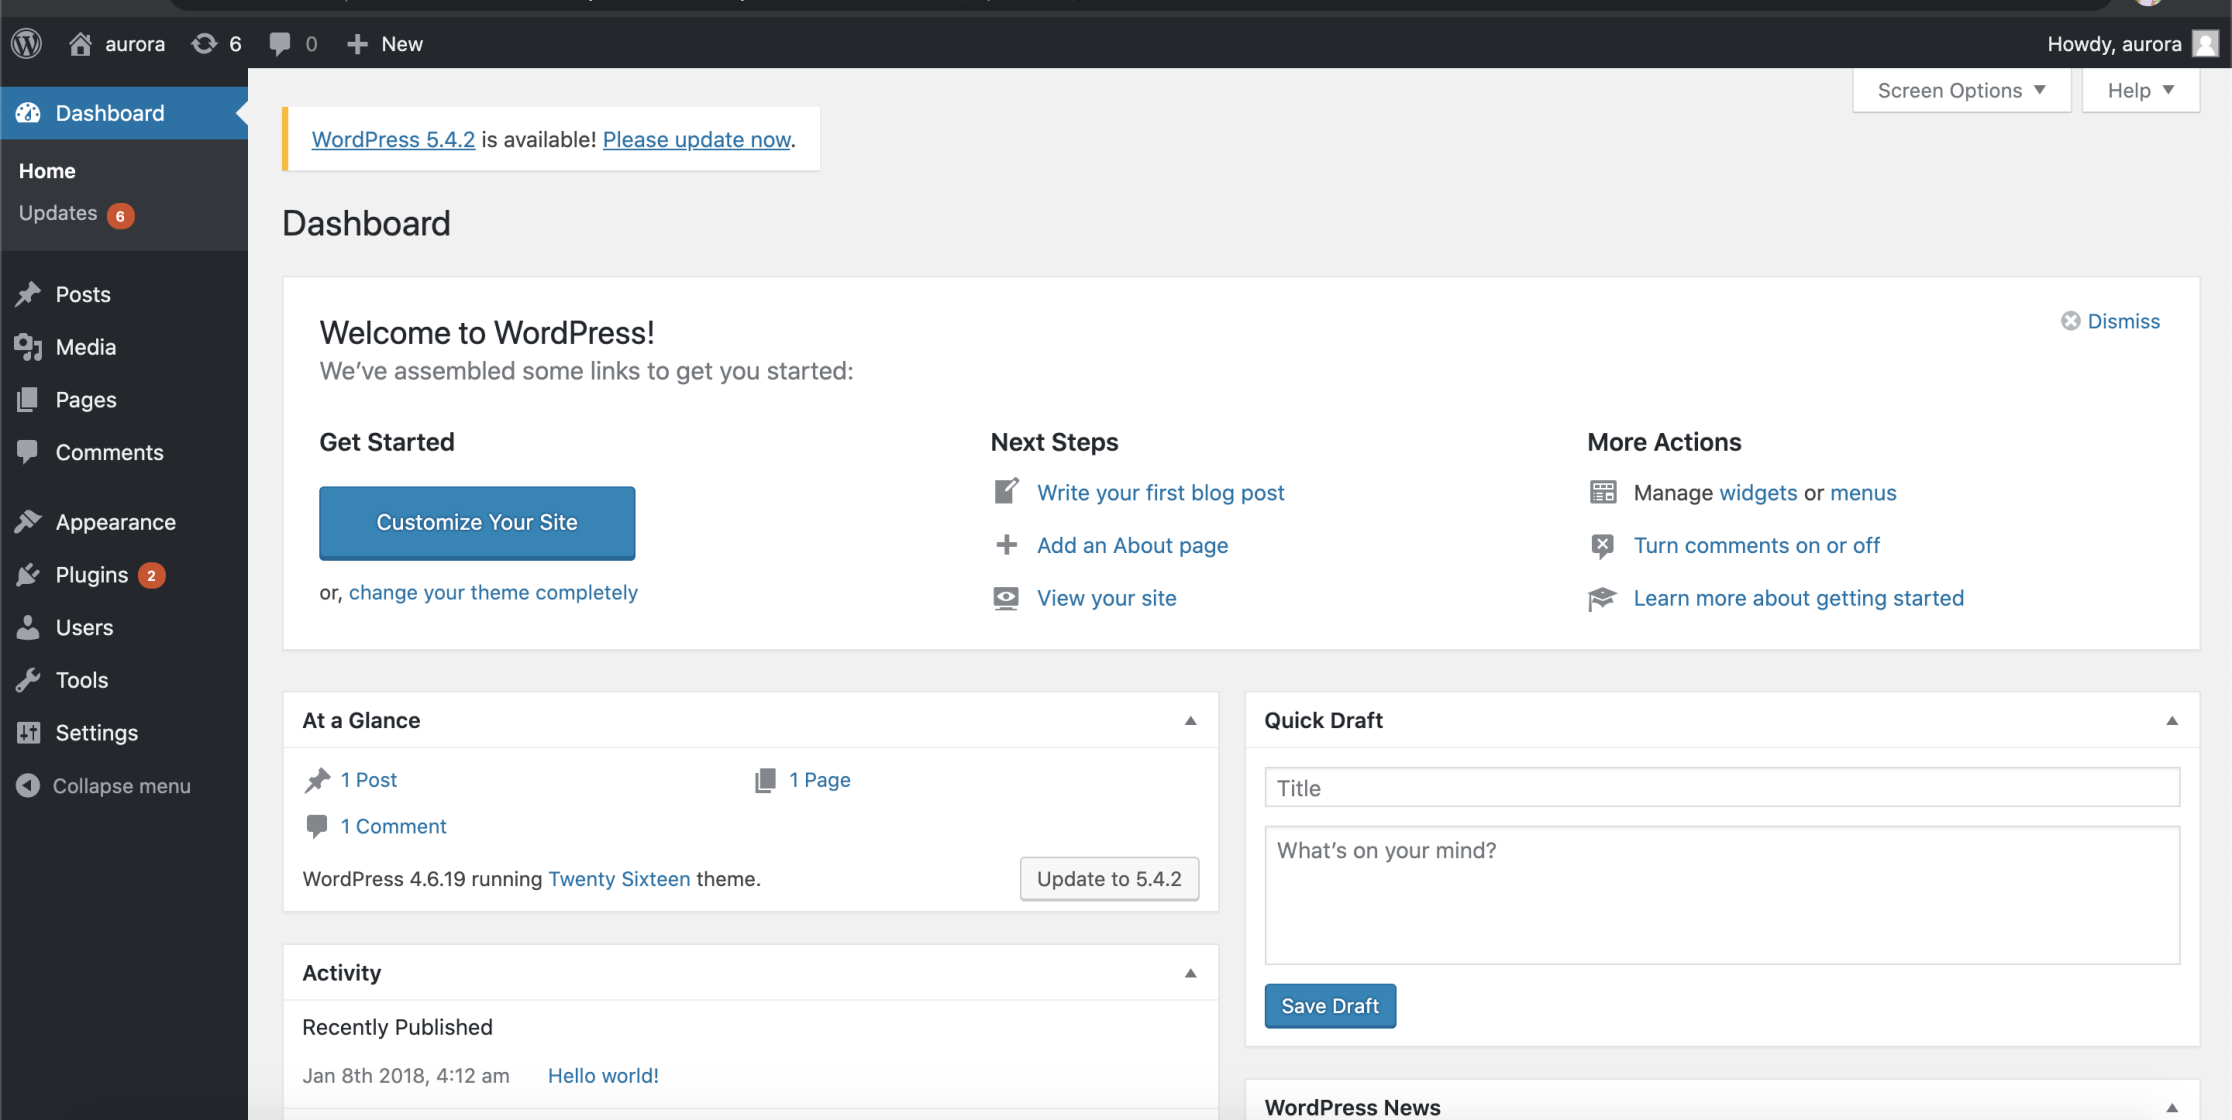 aurora 6 0 New Howdy, aurora
Screen Options Help
Dashboard
Home
Updates 6
Posts
Media
Pages
Comments
Appearance
Plugins 2
Users
Tools
Settings
Collapse menu
WordPress 5.4.2 is available! Please update now.
Dashboard
Welcome to WordPress!
Dismiss
We’ve assembled some links to get you started:
Get Started
Customize Your Site
or, change your theme completely
Next Steps
Write your first blog post
Add an About page
View your site
More Actions
Manage widgets or menus
Turn comments on or off
Learn more about getting started
At a Glance
1 Post 1 Page
1 Comment
WordPress 4.6.19 running Twenty Sixteen theme. Update to 5.4.2
Activity
Recently Published
Jan 8th 2018, 4:12 am Hello world!
Quick Draft
Title
What’s on your mind?
Save Draft
WordPress News